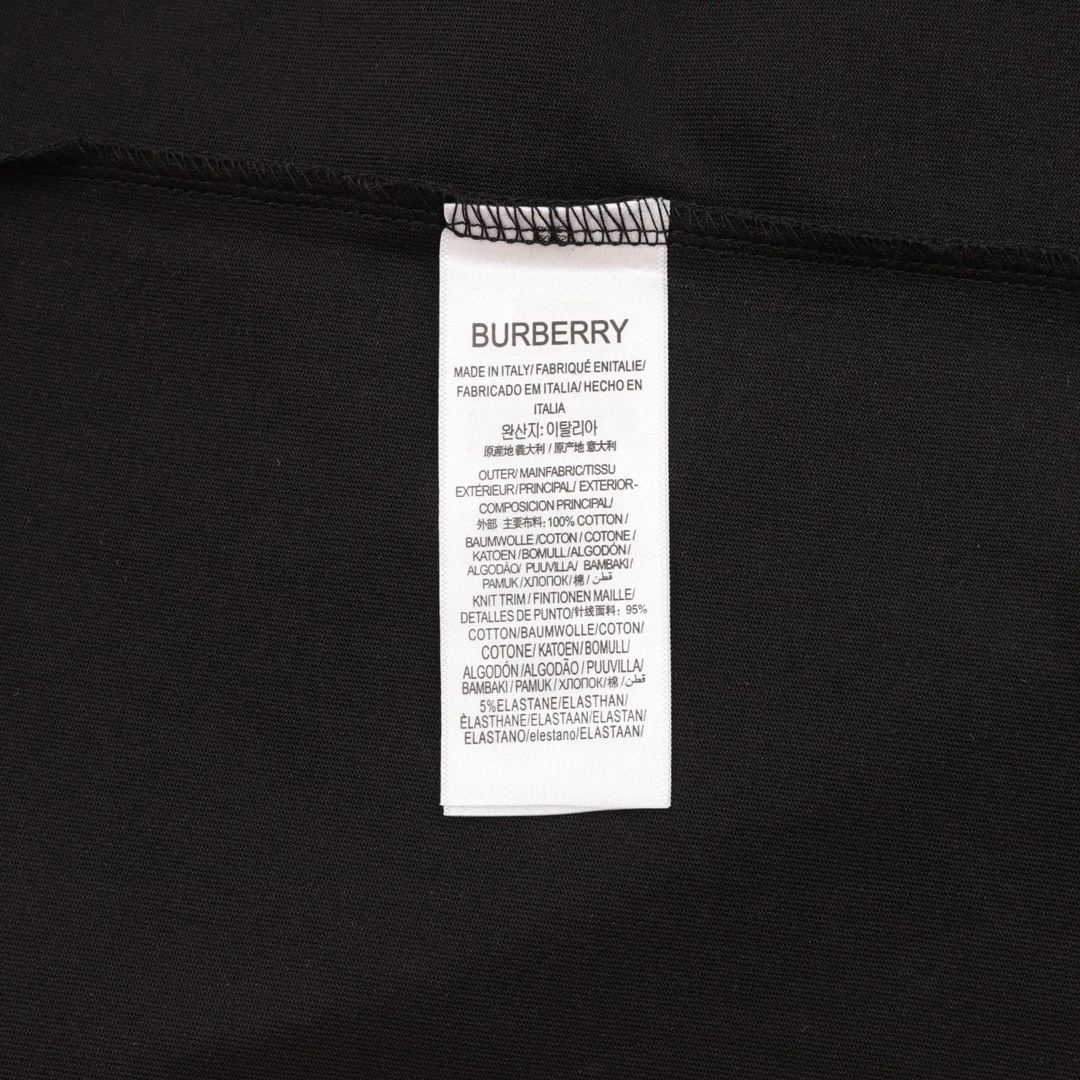 BURBERRY
MADE IN ITALY/ FABRIQUÉ ENITALIE/
FABRICADO EM ITALIA/ HECHO EN
ITALIA
완산지: 이탈리아
原産地義大利 / 原产地 意大利
OUTER/ MAINFABRIC/TISSU
EXTÉRIEUR/PRINCIPAL/ EXTERIOR-
COMPOSICION PRINCIPAL/
外部 主要布料: 100% COTTON /
BAUMWOLLE /COTON / COTONE /
KATOEN /BOMULL /ALGODÓN /
ALGODÃO/ PUUVILLA/ BAMBAKI /
PAMUK /ХЛОПОК/ 棉 / قطن
KNIT TRIM / FINTIONEN MAILLE/
DETALLES DE PUNTO/针线面料: 95%
COTTON/BAUMWOLLE/COTON/
COTONE/ KATOEN/BOMULL/
ALGODÓN /ALGODÃO / PUUVILLA/
BAMBAKI / PAMUK / ХЛОПОК/ 棉 / قطن
5%ELASTANE/ELASTHAN/
ÈLASTHANE/ELASTAAN/ELASTAN/
ELASTANO/elestano/ELASTAAN/